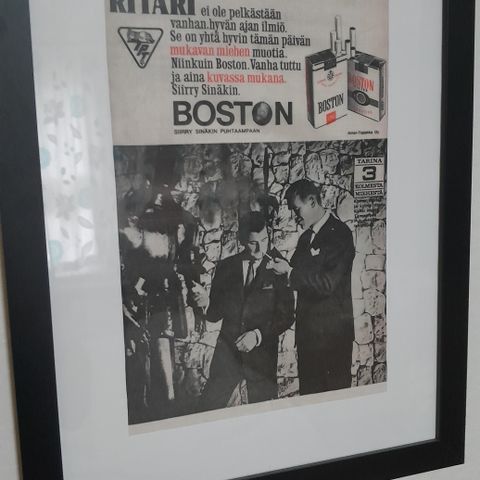 RITARI ei ole pelkästään
vanhan.hyvän ajan ilmiö.
Se on yhtä hyvin tämän päivän
mukavan miehen muotia.
Niinkuin Boston. Vanha tuttu
ja aina kuvassa mukana.
Siirry Sinäkin.
BOSTON
SIIRRY SINÄKIN PUHTAAMPAAN
BOSTON
BOSTON
TARINA
3
KOLMESTA
MIEHESTÄ